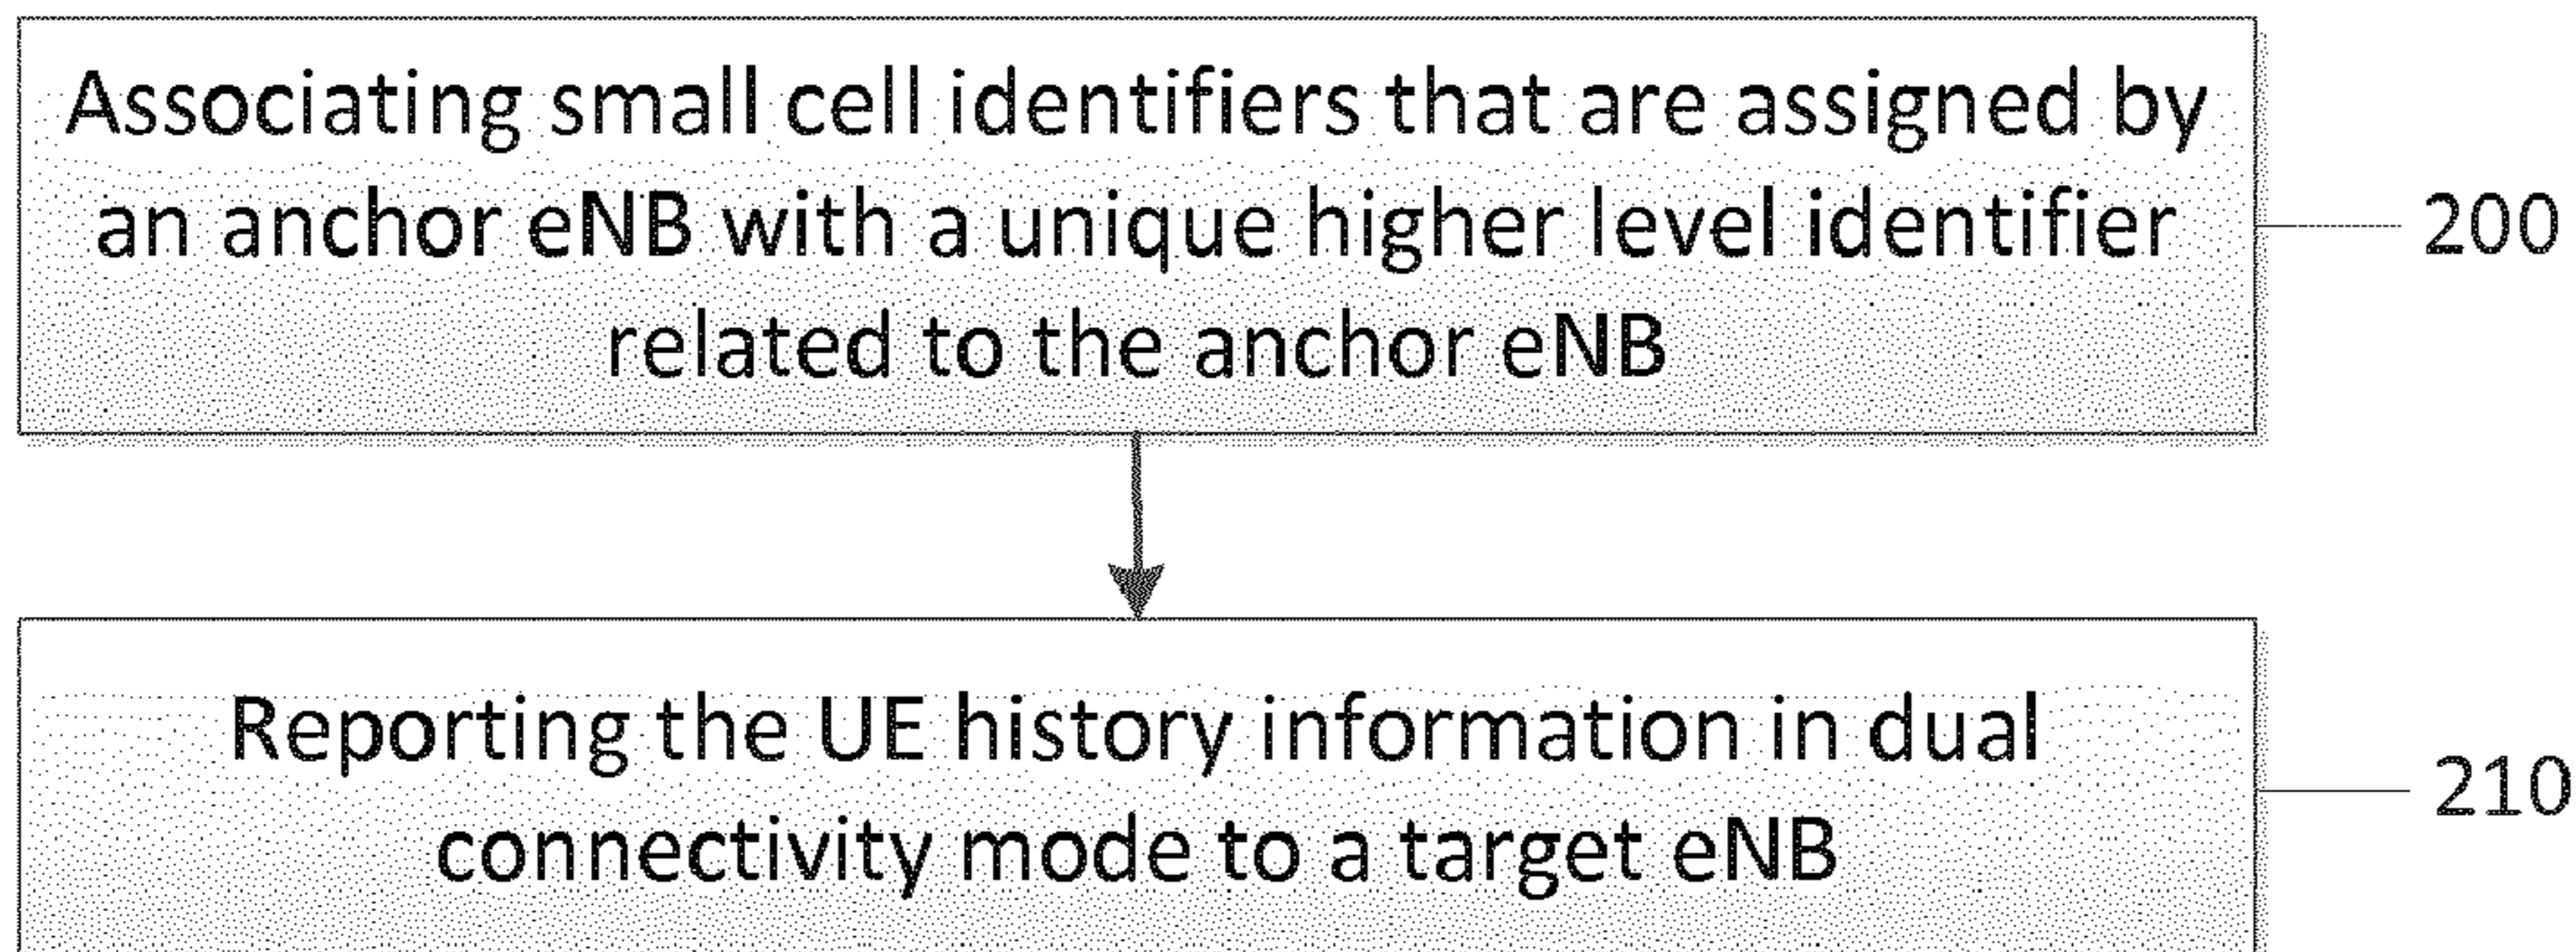 Associating small cell identifiers that are assigned by
an anchor eNB with a unique higher level identifier
related to the anchor eNB
200
Reporting the UE history information in dual
connectivity mode to a target eNB
210